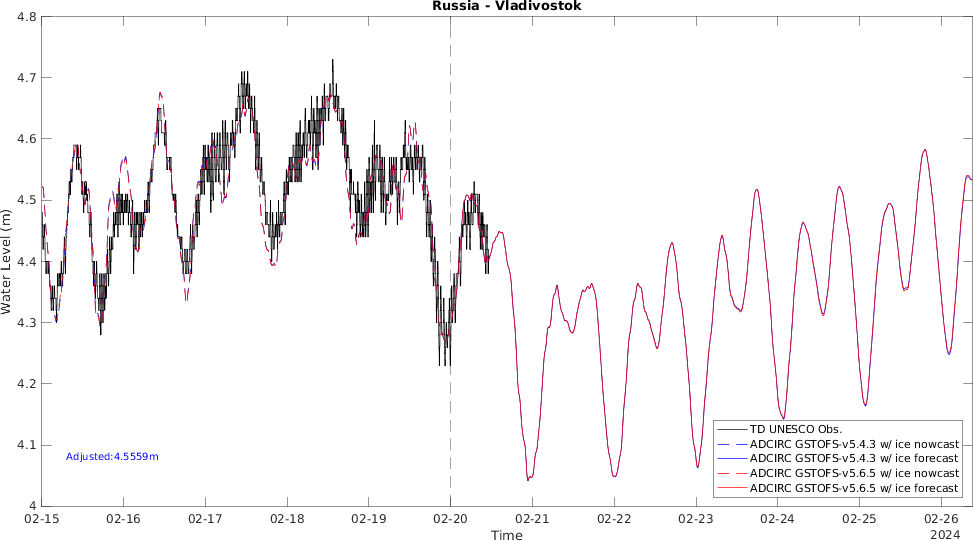 Russia - Vladivostok
4.8
4.7
4.6
4.5
4.4
4.3
4.2
4.1
4
Water Level (m)
Adjusted:4.5559m
TD UNESCO Obs.
ADCIRC GSTOFS-v5.4.3 w/ ice nowcast
ADCIRC GSTOFS-v5.4.3 w/ ice forecast
ADCIRC GSTOFS-v5.6.5 w/ ice nowcast
ADCIRC GSTOFS-v5.6.5 w/ ice forecast
02-15 02-16 02-17 02-18 02-19 02-20 02-21 02-22 02-23 02-24 02-25 02-26
Time 2024